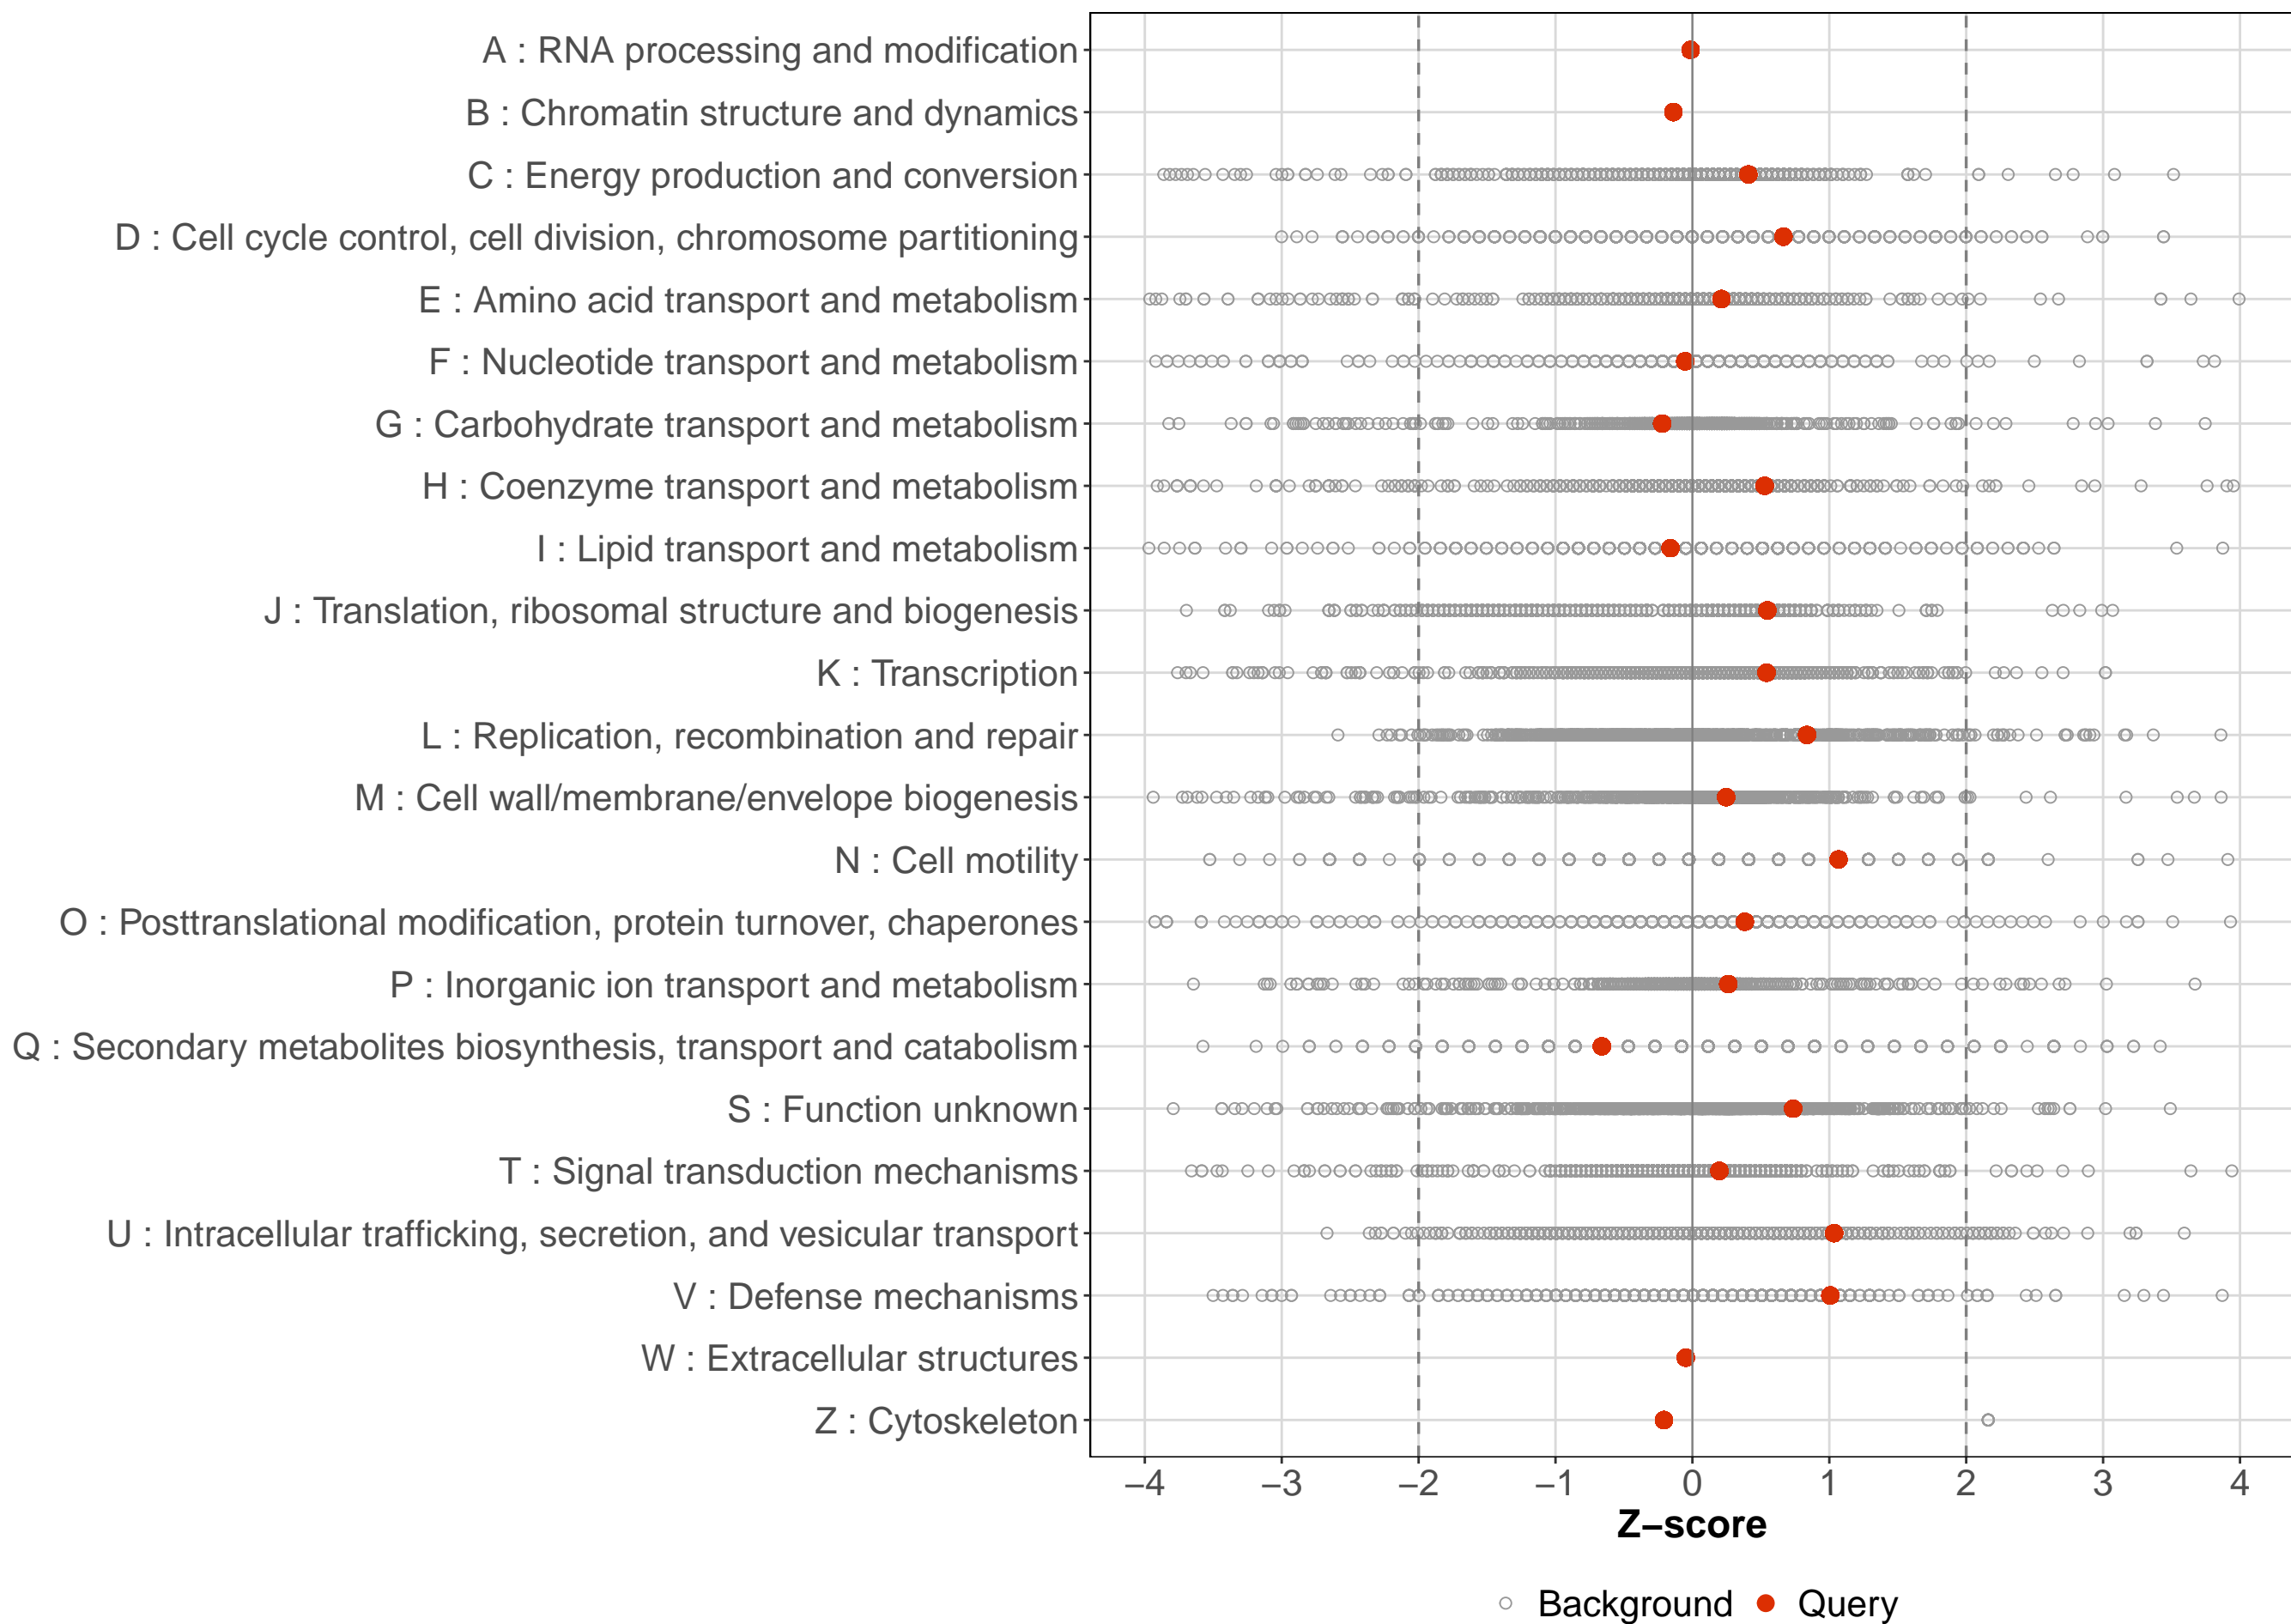 A : RNA processing and modification
B : Chromatin structure and dynamics
C : Energy production and conversion
D : Cell cycle control, cell division, chromosome partitioning
E : Amino acid transport and metabolism
F : Nucleotide transport and metabolism
G : Carbohydrate transport and metabolism
H : Coenzyme transport and metabolism
I : Lipid transport and metabolism
J : Translation, ribosomal structure and biogenesis
K : Transcription
L : Replication, recombination and repair
M : Cell wall/membrane/envelope biogenesis
N : Cell motility
O : Posttranslational modification, protein turnover, chaperones
P : Inorganic ion transport and metabolism
Q : Secondary metabolites biosynthesis, transport and catabolism
S : Function unknown
T : Signal transduction mechanisms
U : Intracellular trafficking, secretion, and vesicular transport
V : Defense mechanisms
W : Extracellular structures
Z : Cytoskeleton
−4 −3 −2 −1 0 1 2 3 4
Z−score
Background Query